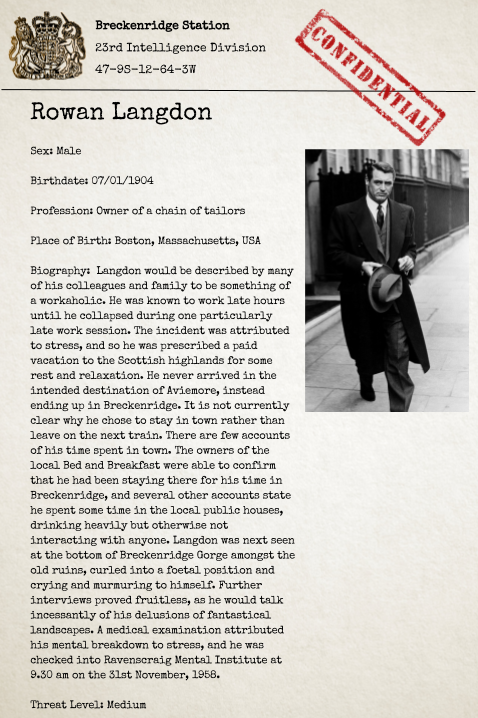 Breckenridge Station
23rd Intelligence Division
47-9S-12-64-3W
CONFIDENTIAL
Rowan Langdon
Sex: Male
Birthdate: 07/01/1904
Profession: Owner of a chain of tailors
Place of Birth: Boston, Massachusetts, USA
Biography: Langdon would be described by many
of his colleagues and family to be something of
a workaholic. He was known to work late hours
until he collapsed during one particularly
late work session. The incident was attributed
to stress, and so he was prescribed a paid
vacation to the Scottish highlands for some
rest and relaxation. He never arrived in the
intended destination of Aviemore, instead
ending up in Breckenridge. It is not currently
clear why he chose to stay in town rather than
leave on the next train. There are few accounts
of his time spent in town. The owners of the
local Bed and Breakfast were able to confirm
that he had been staying there for his time in
Breckenridge, and several other accounts state
he spent some time in the local public houses,
drinking heavily but otherwise not
interacting with anyone. Langdon was next seen
at the bottom of Breckenridge Gorge amongst the
old ruins, curled into a foetal position and
crying and murmuring to himself. Further
interviews proved fruitless, as he would talk
incessantly of his delusions of fantastical
landscapes. A medical examination attributed
his mental breakdown to stress, and he was
checked into Ravenscraig Mental Institute at
9.30 am on the 31st November, 1958.
Threat Level: Medium